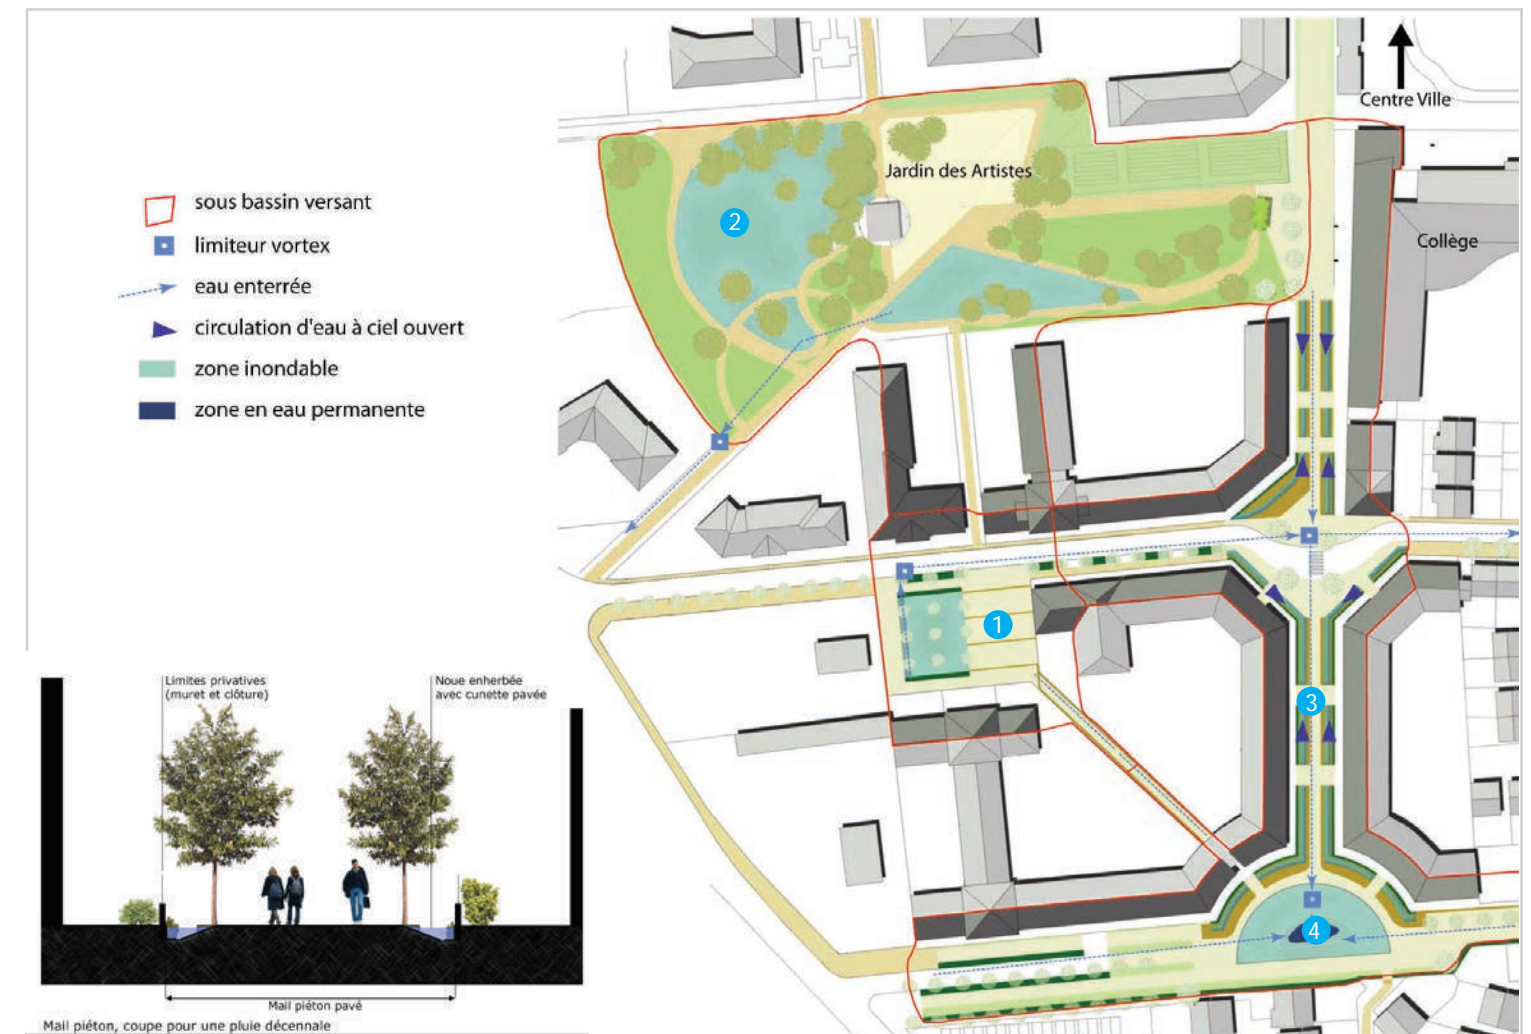 sous bassin versant
limiteur vortex
eau enterrée
circulation d'eau à ciel ouvert
zone inondable
zone en eau permanente
Centre Ville
Jardin des Artistes
Collège
2
1
3
4
Limites privatives
(muret et clôture)
Noue enherbée
avec cunette pavée
Mail piéton pavé
Mail piéton, coupe pour une pluie décennale